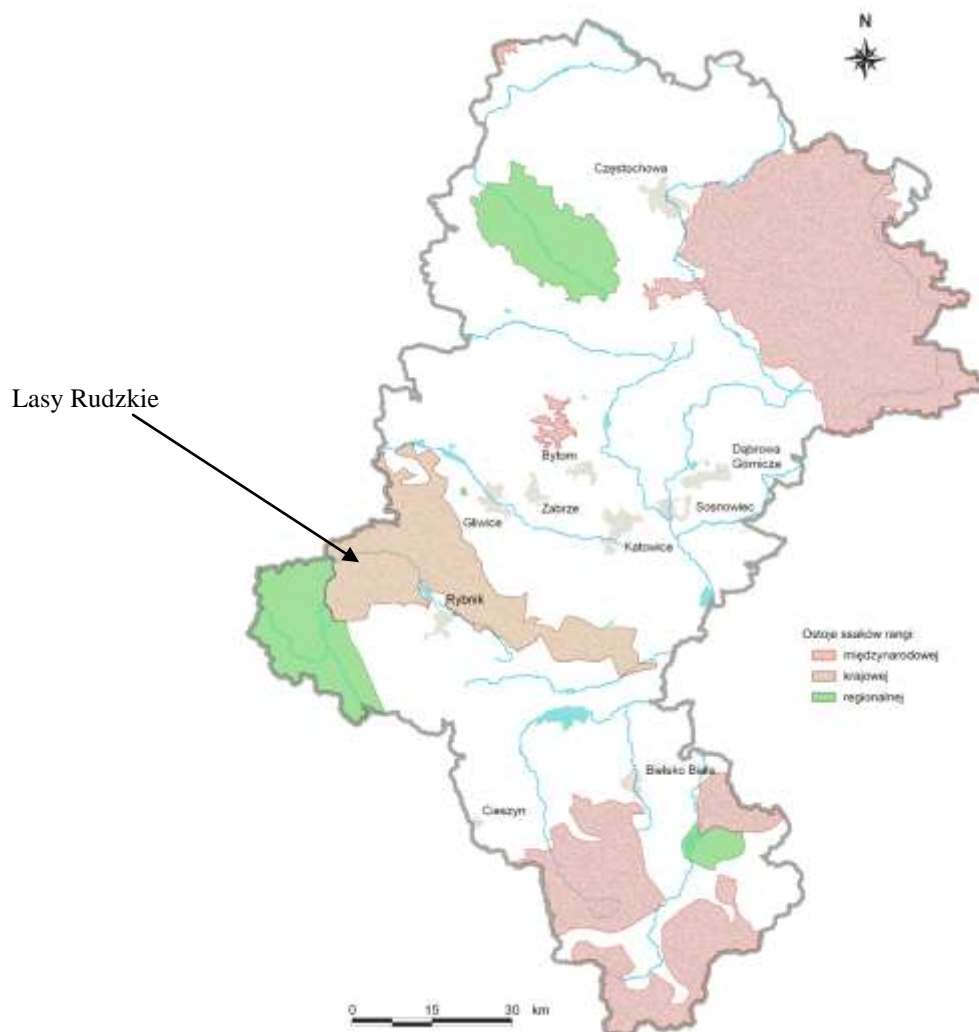 N
Częstochowa
Lasy Rudzkie
Bytom
Dąbrowa
Górnicze
Gliwice
Zabrze
Sosnowiec
Katowice
Rybnik
Ostoje ssaków rangi:
międzynarodowej
krajowej
regionalnej
Bielsko Biała
Cieszyn
0 15 30 km